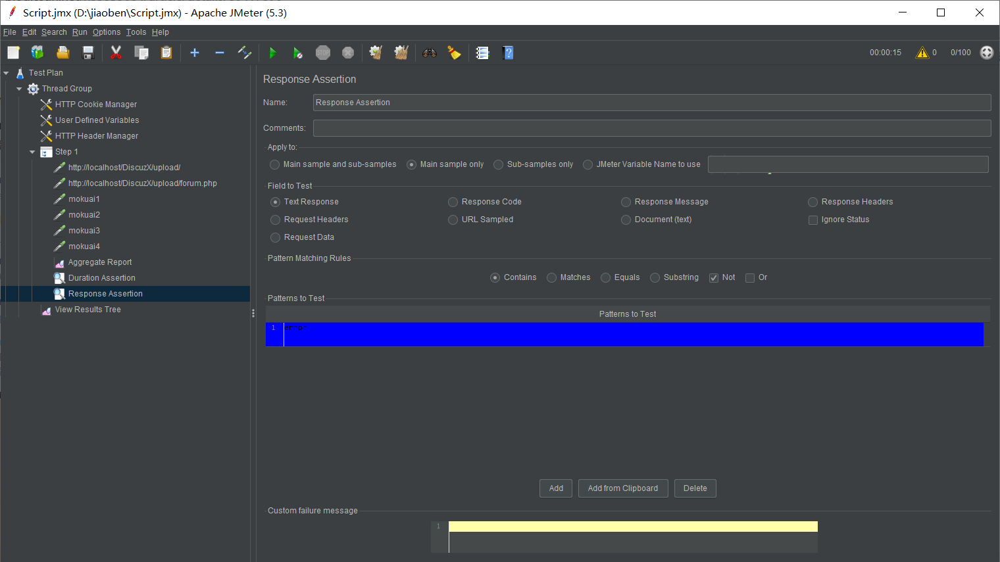 Script.jmx (D:\jiaoben\Script.jmx) - Apache JMeter (5.3)
File Edit Search Run Options Tools Help
STOP 00:00:15 0 0/100
Test Plan
Thread Group
HTTP Cookie Manager
User Defined Variables
HTTP Header Manager
Step 1
http://localhost/DiscuzX/upload/
http://localhost/DiscuzX/upload/forum.php
mokuai1
mokuai2
mokuai3
mokuai4
Aggregate Report
Duration Assertion
Response Assertion
View Results Tree
Response Assertion
Name: Response Assertion
Comments:
Apply to:
Main sample and sub-samples Main sample only Sub-samples only JMeter Variable Name to use
Field to Test
Text Response Response Code Response Message Response Headers
Request Headers URL Sampled Document (text) Ignore Status
Request Data
Pattern Matching Rules
Contains Matches Equals Substring Not Or
Patterns to Test
Patterns to Test
1 error
Add Add from Clipboard Delete
Custom failure message
1